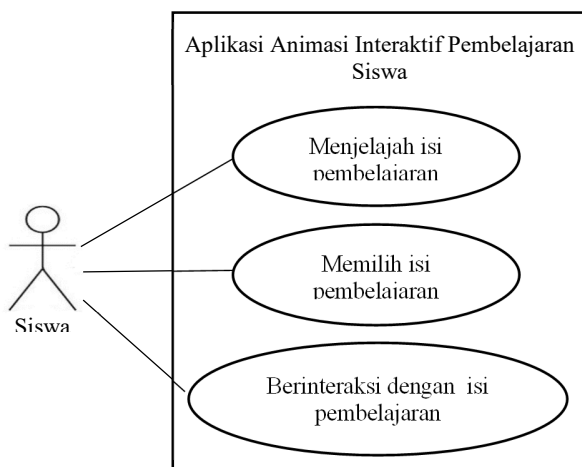 Aplikasi Animasi Interaktif Pembelajaran
Siswa
Menjelajah isi
pembelajaran
Memilih isi
pembelajaran
Siswa
Berinteraksi dengan isi
pembelajaran